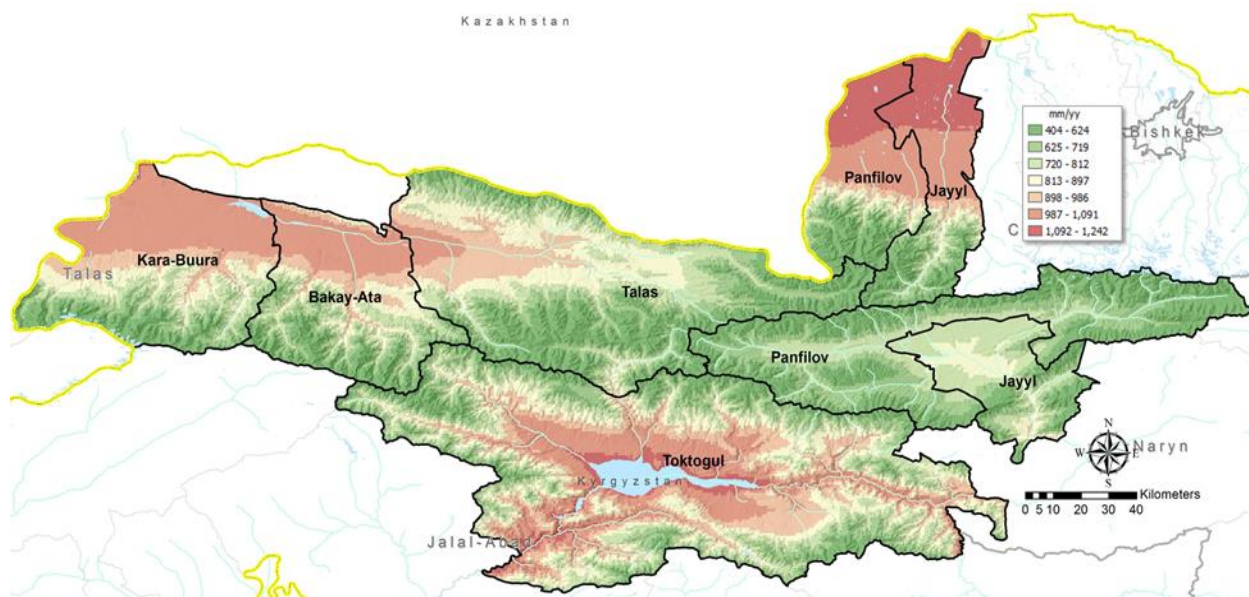 Kazakhstan
mm/yy
404 - 624
625 - 719
720 - 812
813 - 897
898 - 986
987 - 1,091
1,092 - 1,242
Bishkek
Panfilov
Jayyl
C
Talas
Kara-Buura
Bakay-Ata
Talas
Panfilov
Jayyl
Naryn
N
W
E
S
Toktogul
Kyrgyzstan
0 5 10 20 30 40 Kilometers
Jalal-Abad